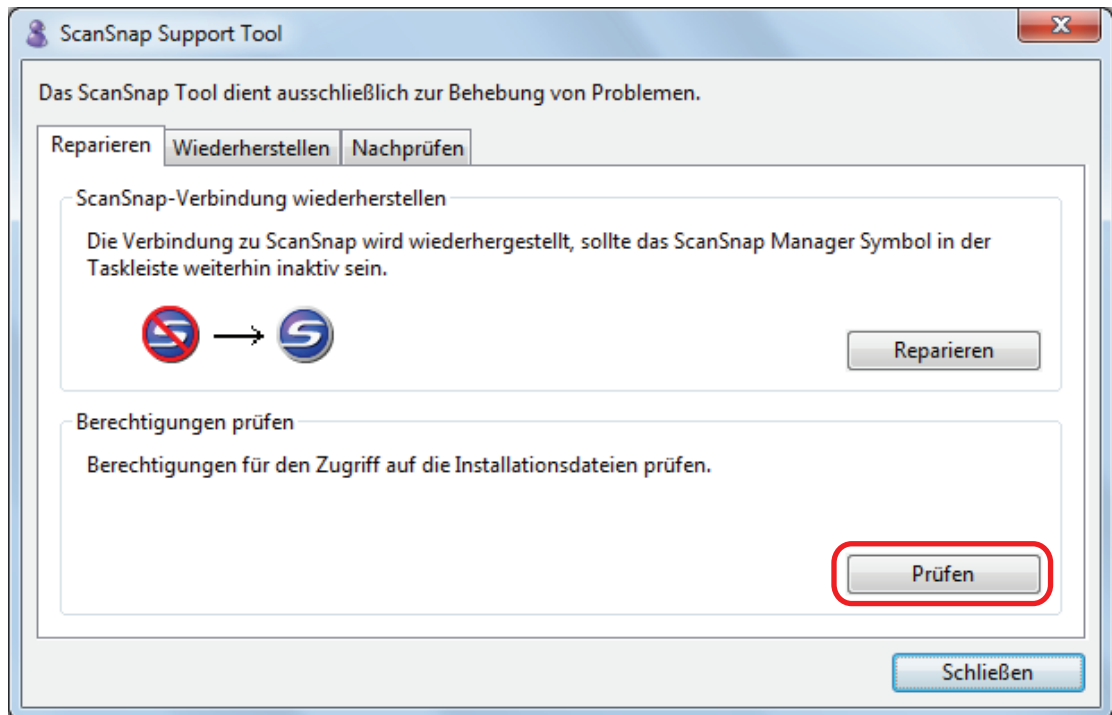 ScanSnap Support Tool
Das ScanSnap Tool dient ausschließlich zur Behebung von Problemen.
Reparieren Wiederherstellen Nachprüfen
ScanSnap-Verbindung wiederherstellen
Die Verbindung zu ScanSnap wird wiederhergestellt, sollte das ScanSnap Manager Symbol in der
Taskleiste weiterhin inaktiv sein.
Reparieren
Berechtigungen prüfen
Berechtigungen für den Zugriff auf die Installationsdateien prüfen.
Prüfen
Schließen